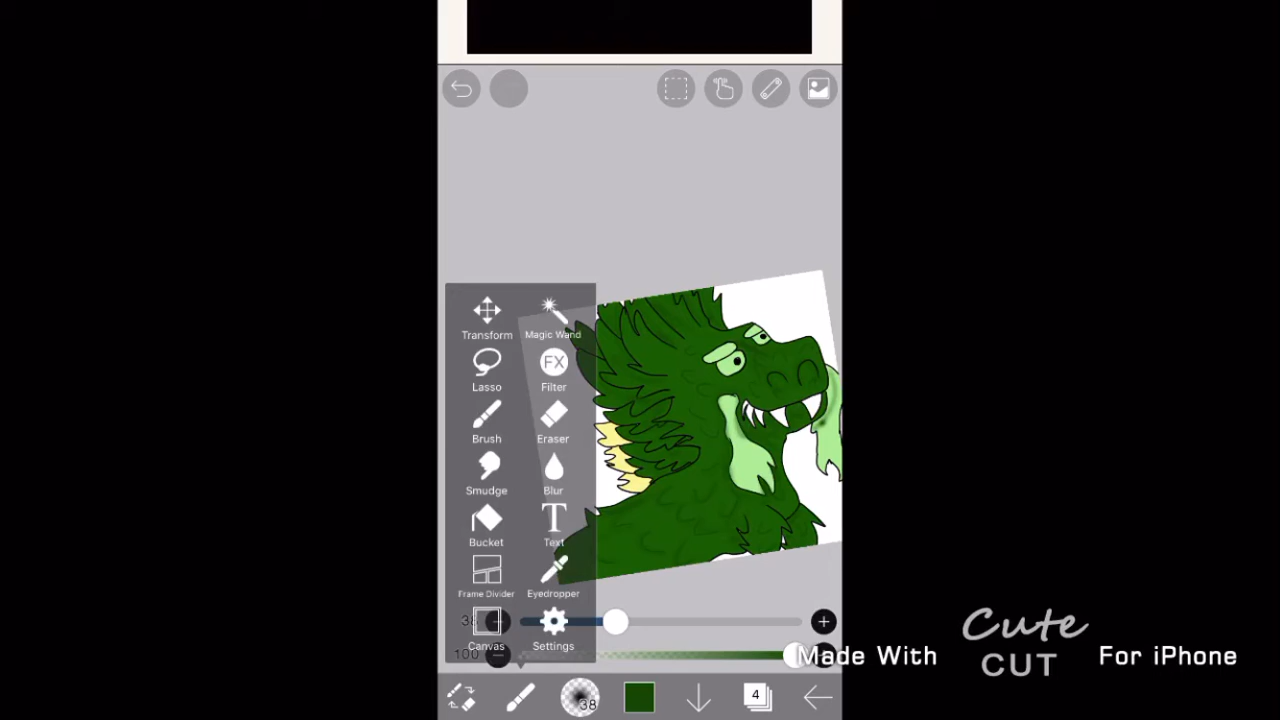 Transform Magic Wand
Lasso Filter
FX
Brush Eraser
Smudge Blur
Bucket Text
Frame Divider Eyedropper
38
Canvas Settings
100
38
4
Made With Cute CUT For iPhone